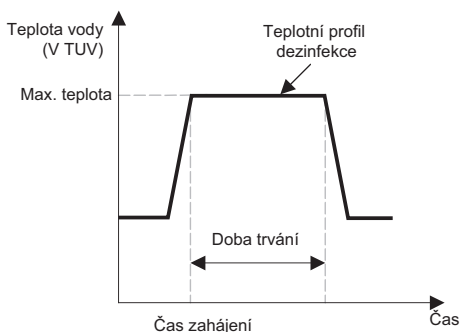 Teplota vody
(V TUV)
Teplotní profil
dezinfekce
Max. teplota
Doba trvání
Čas zahájení
Čas